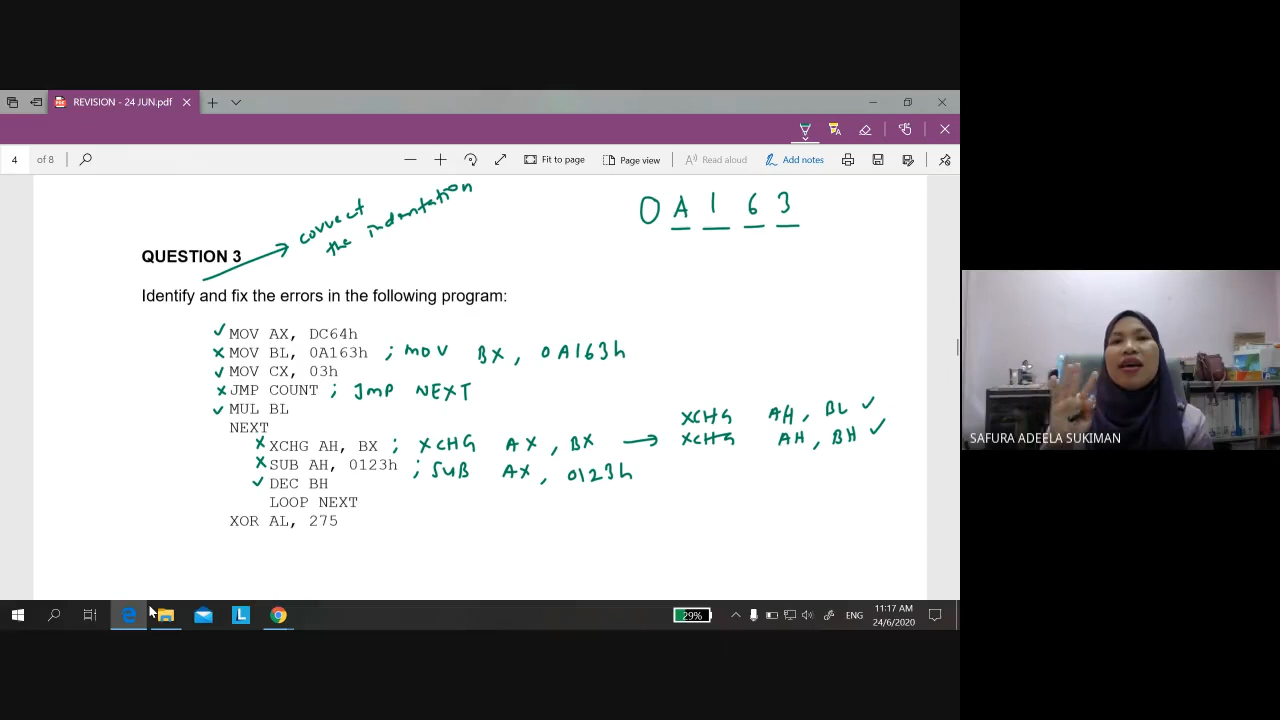 REVISION - 24 JUN.pdf
4 of 8 Fit to page Page view Read aloud Add notes
correct
the indentation
0 A 1 6 3
QUESTION 3
Identify and fix the errors in the following program:
✓ MOV AX, DC64h
x MOV BL, 0A163h ; MOV BX, 0A163h
✓ MOV CX, 03h
x JMP COUNT ; JMP NEXT
✓ MUL BL
NEXT
x XCHG AH, BX ; XCHG AX, BX → XCHG AH, BL ✓
XCHG AH, BH ✓
x SUB AH, 0123h ; SUB AX, 0123h
✓ DEC BH
LOOP NEXT
XOR AL, 275
SAFURA ADEELA SUKIMAN
29% ENG 11:17 AM
24/6/2020